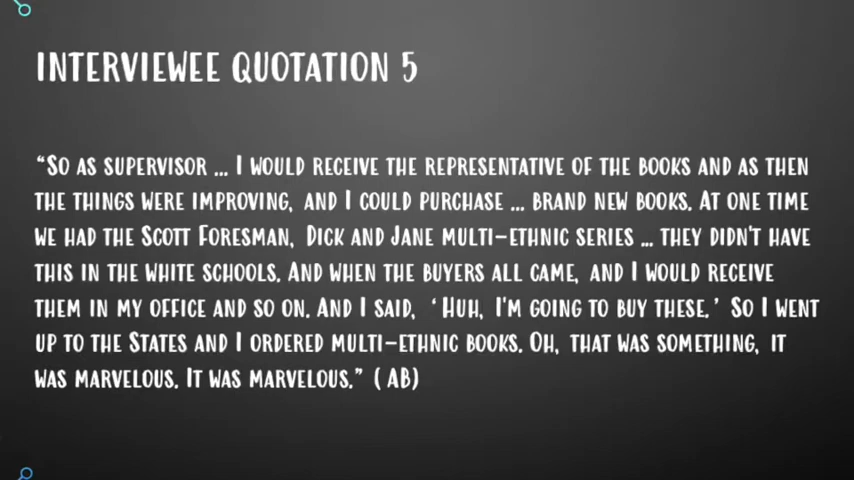 INTERVIEWEE QUOTATION 5
“SO AS SUPERVISOR ... I WOULD RECEIVE THE REPRESENTATIVE OF THE BOOKS AND AS THEN
THE THINGS WERE IMPROVING, AND I COULD PURCHASE ... BRAND NEW BOOKS. AT ONE TIME
WE HAD THE SCOTT FORESMAN, DICK AND JANE MULTI-ETHNIC SERIES ... THEY DIDN'T HAVE
THIS IN THE WHITE SCHOOLS. AND WHEN THE BUYERS ALL CAME, AND I WOULD RECEIVE
THEM IN MY OFFICE AND SO ON. AND I SAID, ‘HUH, I'M GOING TO BUY THESE.’ SO I WENT
UP TO THE STATES AND I ORDERED MULTI-ETHNIC BOOKS. OH, THAT WAS SOMETHING, IT
WAS MARVELOUS. IT WAS MARVELOUS.” (AB)